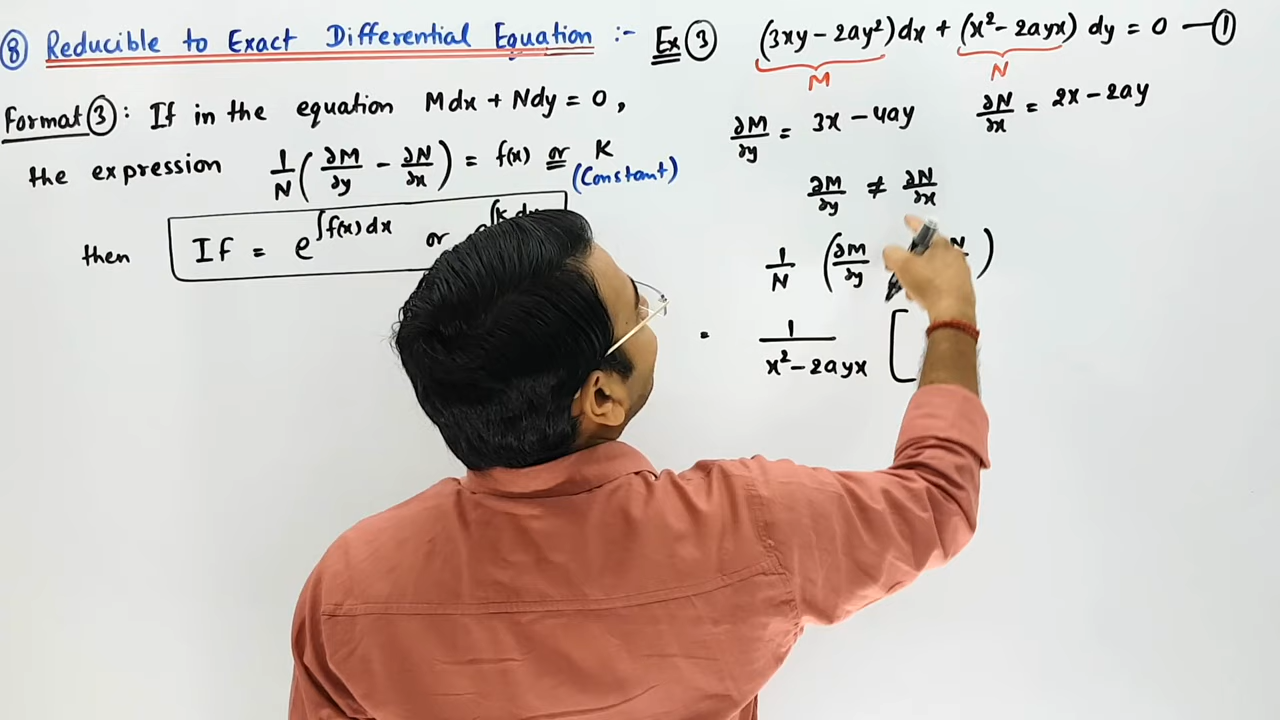 ⑧ Reducible to Exact Differential Equation :-
Format ③ : If in the equation Mdx + Ndy = 0,
the expression 1/N (∂M/∂y − ∂N/∂x) = f(x) or K
(Constant)
then If = e^∫f(x)dx or e^∫K dx
Ex ③ (3xy − 2ay²)dx + (x² − 2ayx) dy = 0 — ①
M N
∂M/∂y = 3x − 4ay ∂N/∂x = 2x − 2ay
∂M/∂y ≠ ∂N/∂x
1/N (∂M/∂y N )
= 1/(x² − 2ayx) [